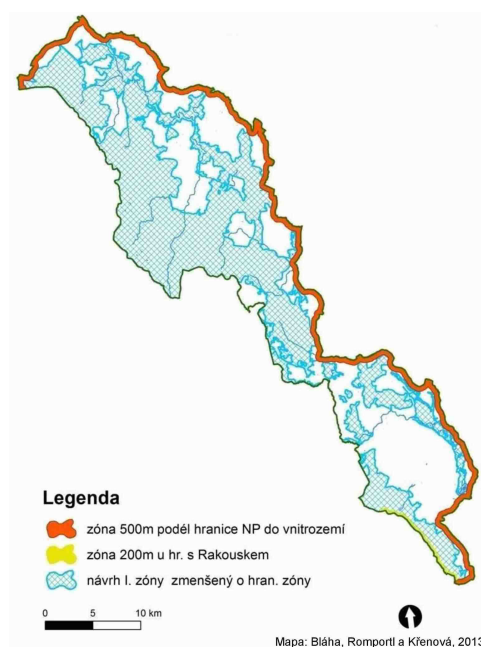 Legenda
zóna 500m podél hranice NP do vnitrozemí
zóna 200m u hr. s Rakouskem
návrh I. zóny zmenšený o hran. zóny
0 5 10 km
Mapa: Bláha, Romportl a Křenová, 2013